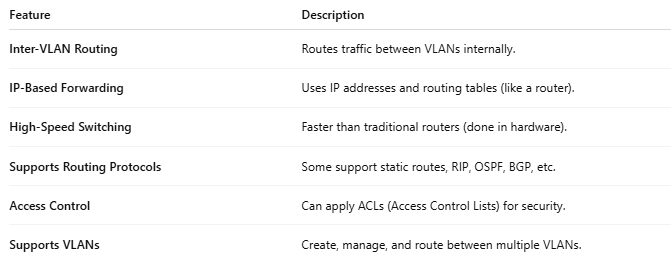 Feature Description
Inter-VLAN Routing Routes traffic between VLANs internally.
IP-Based Forwarding Uses IP addresses and routing tables (like a router).
High-Speed Switching Faster than traditional routers (done in hardware).
Supports Routing Protocols Some support static routes, RIP, OSPF, BGP, etc.
Access Control Can apply ACLs (Access Control Lists) for security.
Supports VLANs Create, manage, and route between multiple VLANs.